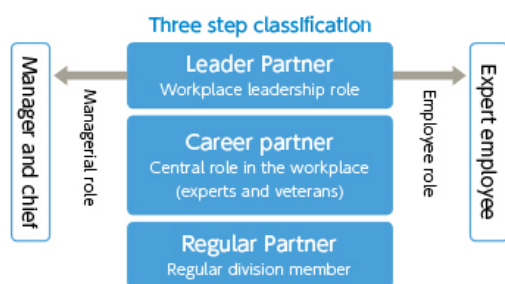 Three step classification
Manager and chief
Managerial role
Leader Partner
Workplace leadership role
Career partner
Central role in the workplace
(experts and veterans)
Regular Partner
Regular division member
Employee role
Expert employee